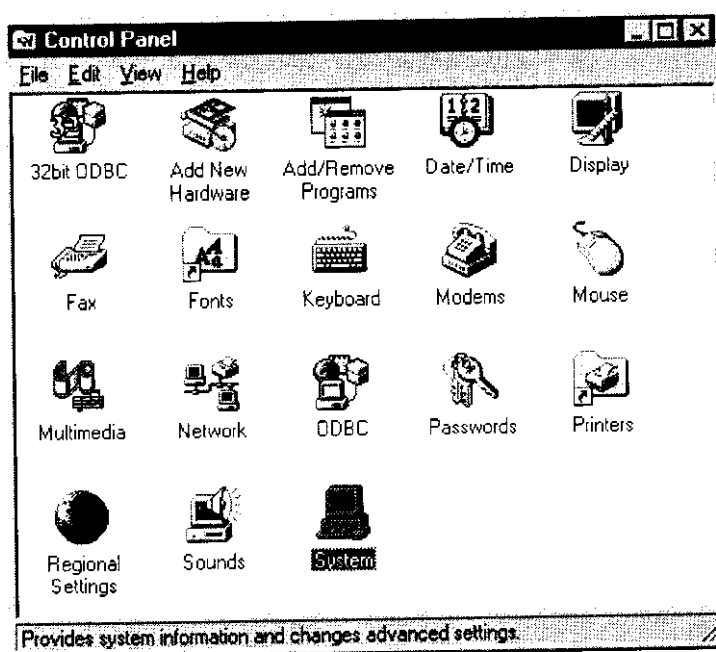 Control Panel
File Edit View Help
32bit ODBC
Add New
Hardware
Add/Remove
Programs
Date/Time
Display
Fax
Fonts
Keyboard
Modems
Mouse
Multimedia
Network
ODBC
Passwords
Printers
Regional
Settings
Sounds
System
Provides system information and changes advanced settings.